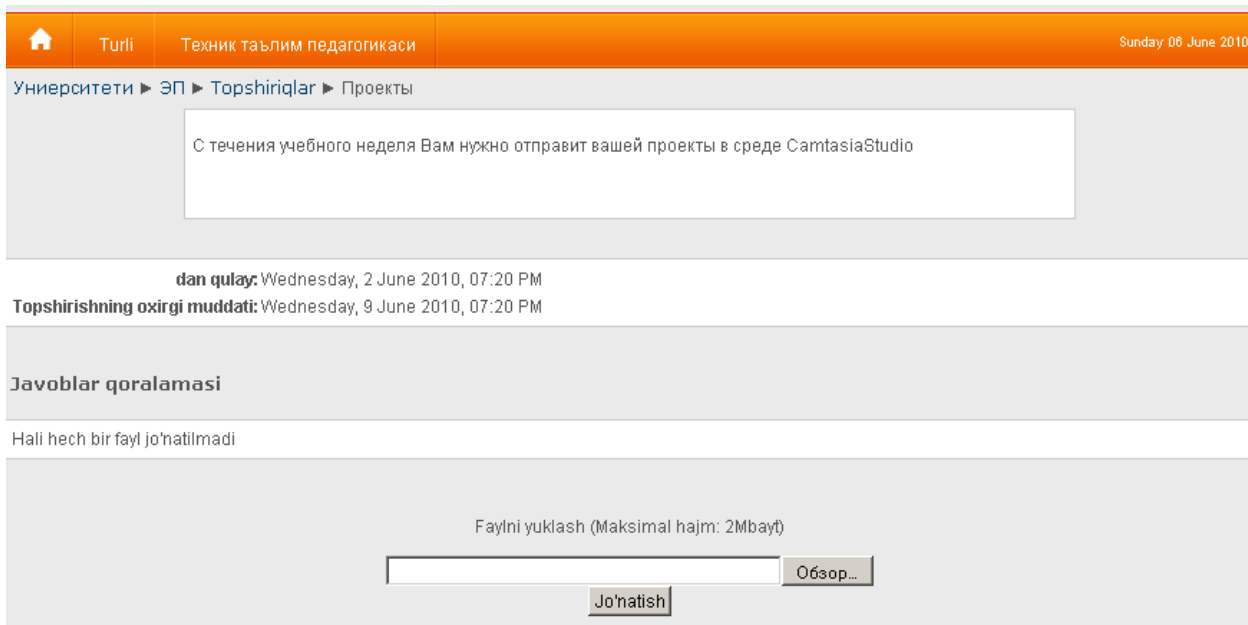 Turli Техник таълим педагогикаси Sunday 06 June 2010
Униерситети ► ЭП ► Topshiriqlar ► Проекты
С течения учебного неделя Вам нужно отправит вашей проекты в среде CamtasiaStudio
dan qulay: Wednesday, 2 June 2010, 07:20 PM
Topshirishning oxirgi muddati: Wednesday, 9 June 2010, 07:20 PM
Javoblar qoralamasi
Hali hech bir fayl jo'natilmadi
Faylni yuklash (Maksimal hajm: 2Mbayt)
Обзор...
Jo'natish